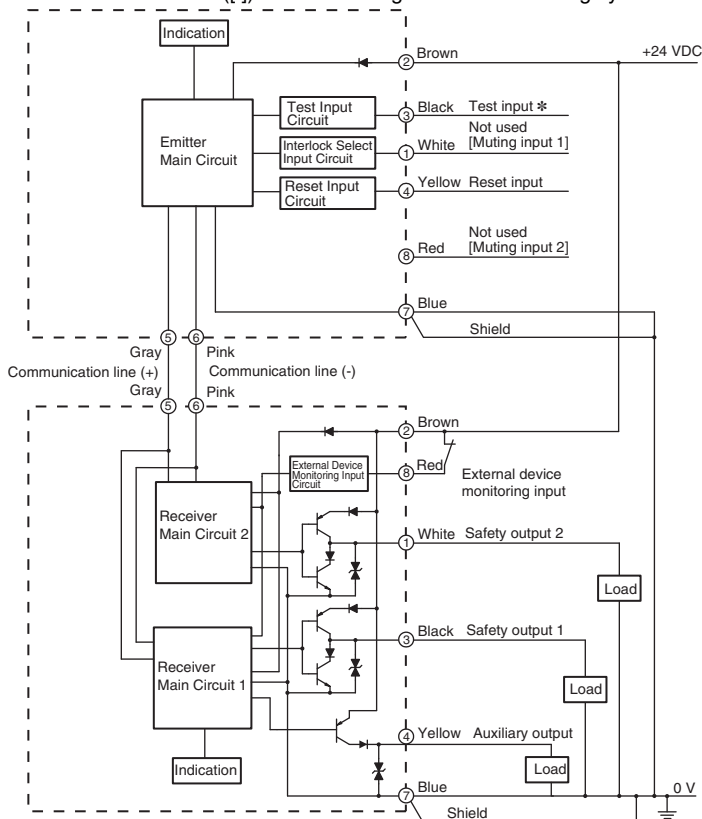 Indication
2 Brown
+24 VDC
Emitter
Main Circuit
Test Input
Circuit
3 Black Test input *
Not used
Interlock Select
Input Circuit
1 White [Muting input 1]
Reset Input
Circuit
4 Yellow Reset input
Not used
8 Red [Muting input 2]
7 Blue
Shield
5 6
Gray Pink
Communication line (+) Communication line (-)
Gray Pink
5 6
2 Brown
External Device
Monitoring Input
Circuit
8 Red
External device
monitoring input
Receiver
Main Circuit 2
1 White Safety output 2
Load
3 Black Safety output 1
Receiver
Main Circuit 1
Load
4 Yellow Auxiliary output
Indication
Load
7 Blue
0 V
Shield